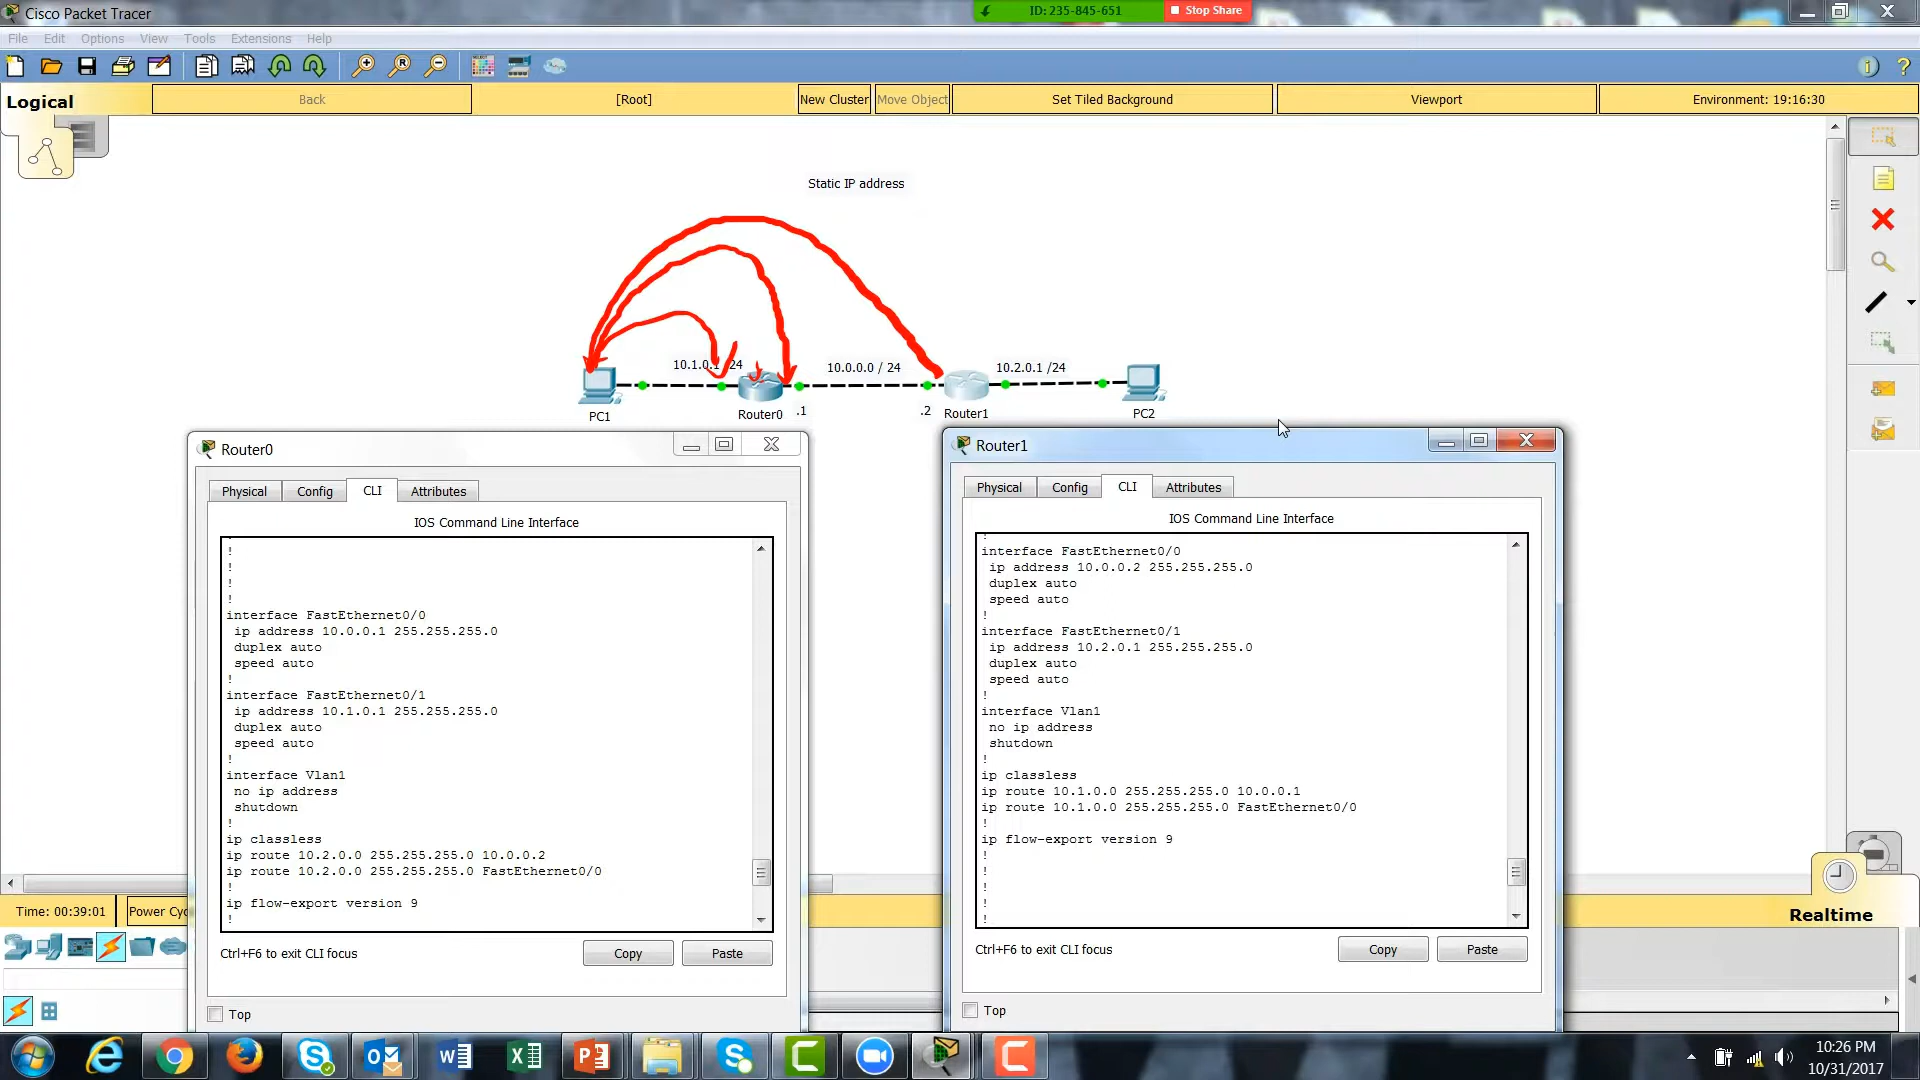 Cisco Packet Tracer
ID: 235-845-651
Stop Share
File Edit Options View Tools Extensions Help
Logical
Back
[Root]
New Cluster
Move Object
Set Tiled Background
Viewport
Environment: 19:16:30
Static IP address
10.1.0.1 /24
10.0.0.0 / 24
10.2.0.1 /24
PC1
Router0
.1
.2
Router1
PC2
Router0
Physical Config CLI Attributes
IOS Command Line Interface
!
!
!
!
interface FastEthernet0/0
ip address 10.0.0.1 255.255.255.0
duplex auto
speed auto
!
interface FastEthernet0/1
ip address 10.1.0.1 255.255.255.0
duplex auto
speed auto
!
interface Vlan1
no ip address
shutdown
!
ip classless
ip route 10.2.0.0 255.255.255.0 10.0.0.2
ip route 10.2.0.0 255.255.255.0 FastEthernet0/0
!
ip flow-export version 9
!
Ctrl+F6 to exit CLI focus
Copy
Paste
Top
Router1
Physical Config CLI Attributes
IOS Command Line Interface
!
interface FastEthernet0/0
ip address 10.0.0.2 255.255.255.0
duplex auto
speed auto
!
interface FastEthernet0/1
ip address 10.2.0.1 255.255.255.0
duplex auto
speed auto
!
interface Vlan1
no ip address
shutdown
!
ip classless
ip route 10.1.0.0 255.255.255.0 10.0.0.1
ip route 10.1.0.0 255.255.255.0 FastEthernet0/0
!
ip flow-export version 9
!
!
!
!
!
Ctrl+F6 to exit CLI focus
Copy
Paste
Top
Time: 00:39:01
Power Cyc
Realtime
10:26 PM
10/31/2017